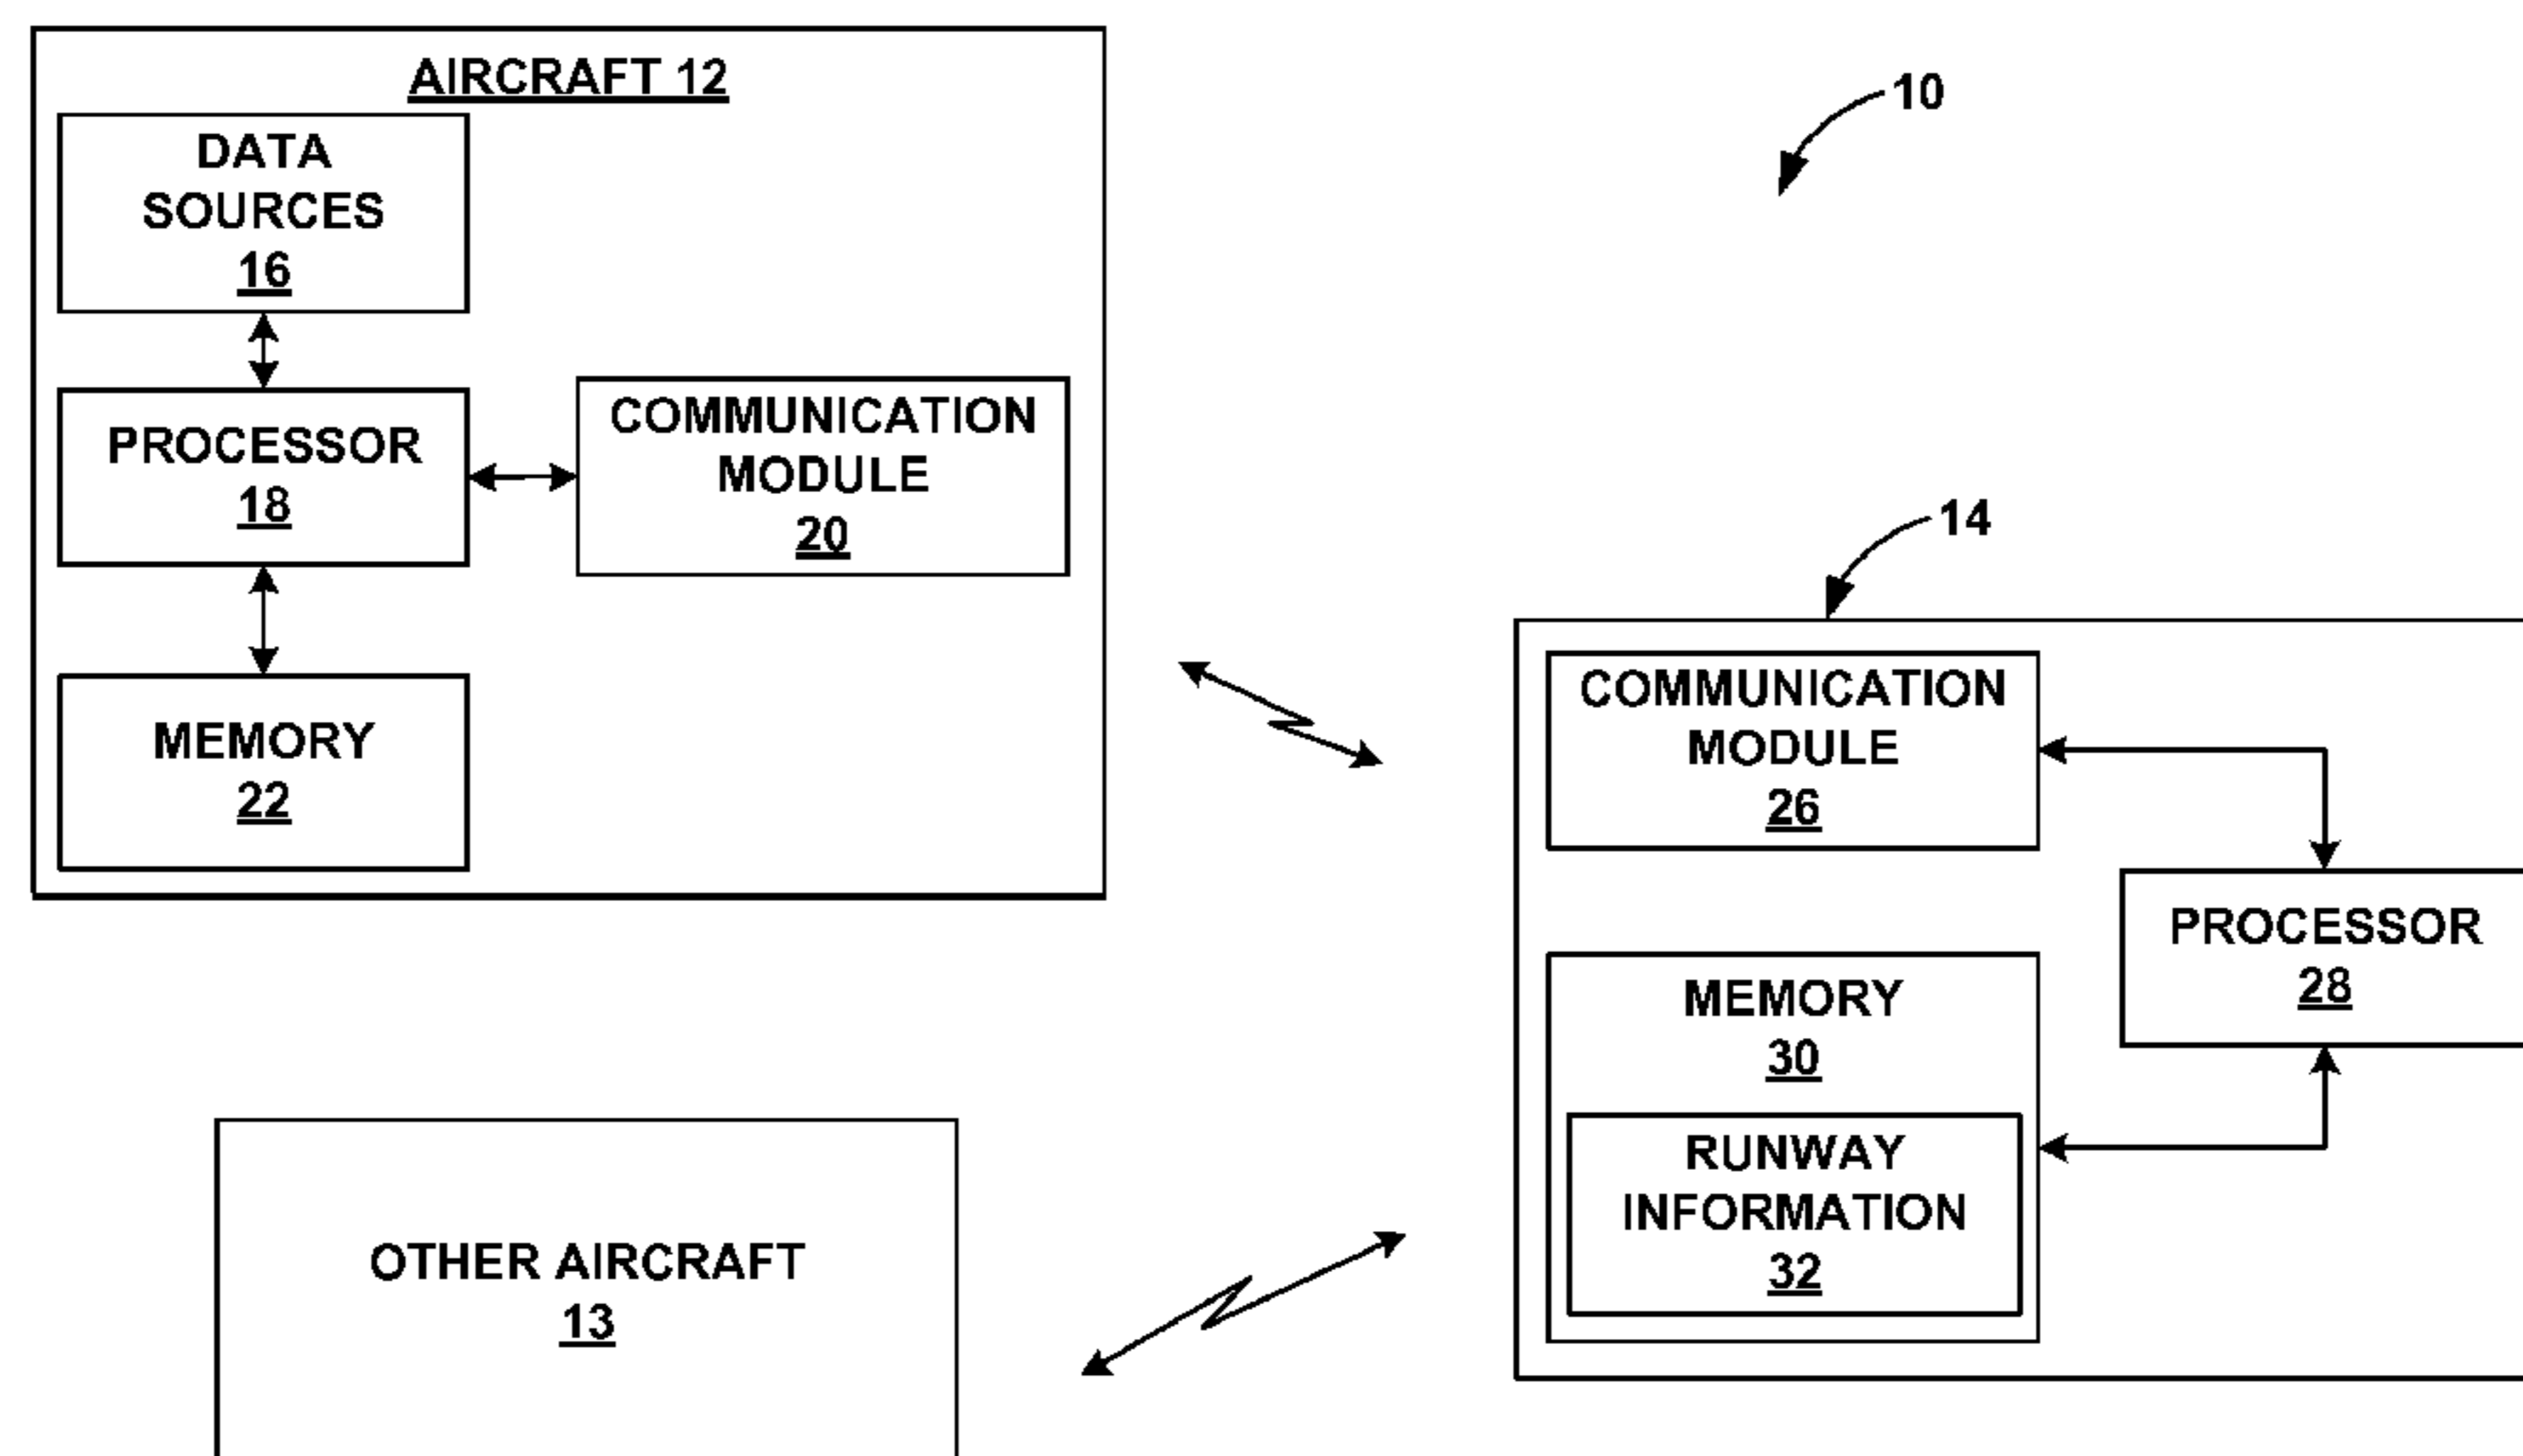 AIRCRAFT 12
DATA
SOURCES
16
PROCESSOR
18
COMMUNICATION
MODULE
20
MEMORY
22
10
14
COMMUNICATION
MODULE
26
PROCESSOR
28
MEMORY
30
RUNWAY
INFORMATION
32
OTHER AIRCRAFT
13